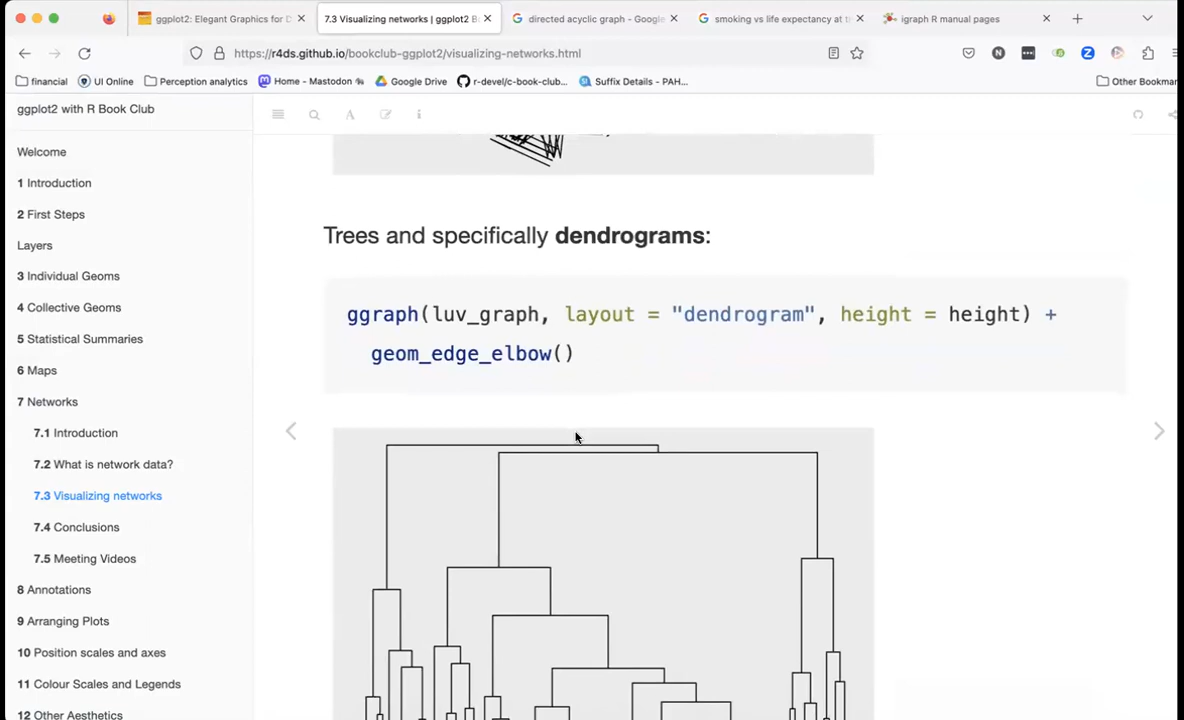 ggplot2: Elegant Graphics for D
7.3 Visualizing networks | ggplot2 B
directed acyclic graph - Google
smoking vs life expectancy at t
igraph R manual pages
https://r4ds.github.io/bookclub-ggplot2/visualizing-networks.html
financial
UI Online
Perception analytics
Home - Mastodon
Google Drive
r-devel/c-book-club...
Suffix Details - PAH...
Other Bookmar
ggplot2 with R Book Club
Welcome
1 Introduction
2 First Steps
Layers
3 Individual Geoms
4 Collective Geoms
5 Statistical Summaries
6 Maps
7 Networks
7.1 Introduction
7.2 What is network data?
7.3 Visualizing networks
7.4 Conclusions
7.5 Meeting Videos
8 Annotations
9 Arranging Plots
10 Position scales and axes
11 Colour Scales and Legends
12 Other Aesthetics
Trees and specifically dendrograms:
ggraph(luv_graph, layout = "dendrogram", height = height) +
geom_edge_elbow()